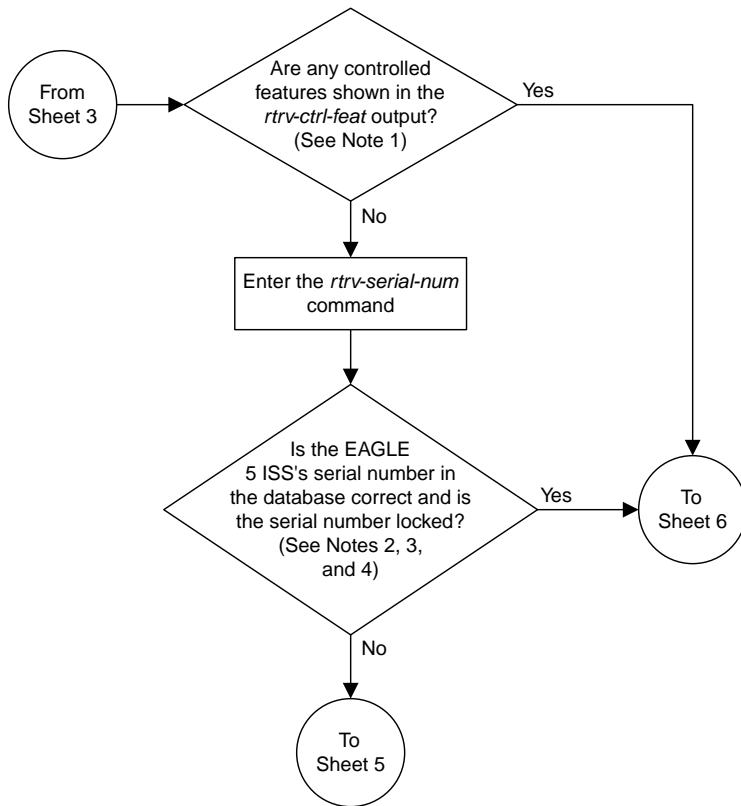 From
Sheet 3
Are any controlled
features shown in the
rtrv-ctrl-feat output?
(See Note 1)
Yes
No
Enter the rtrv-serial-num
command
Is the EAGLE
5 ISS's serial number in
the database correct and is
the serial number locked?
(See Notes 2, 3,
and 4)
Yes
To
Sheet 6
No
To
Sheet 5